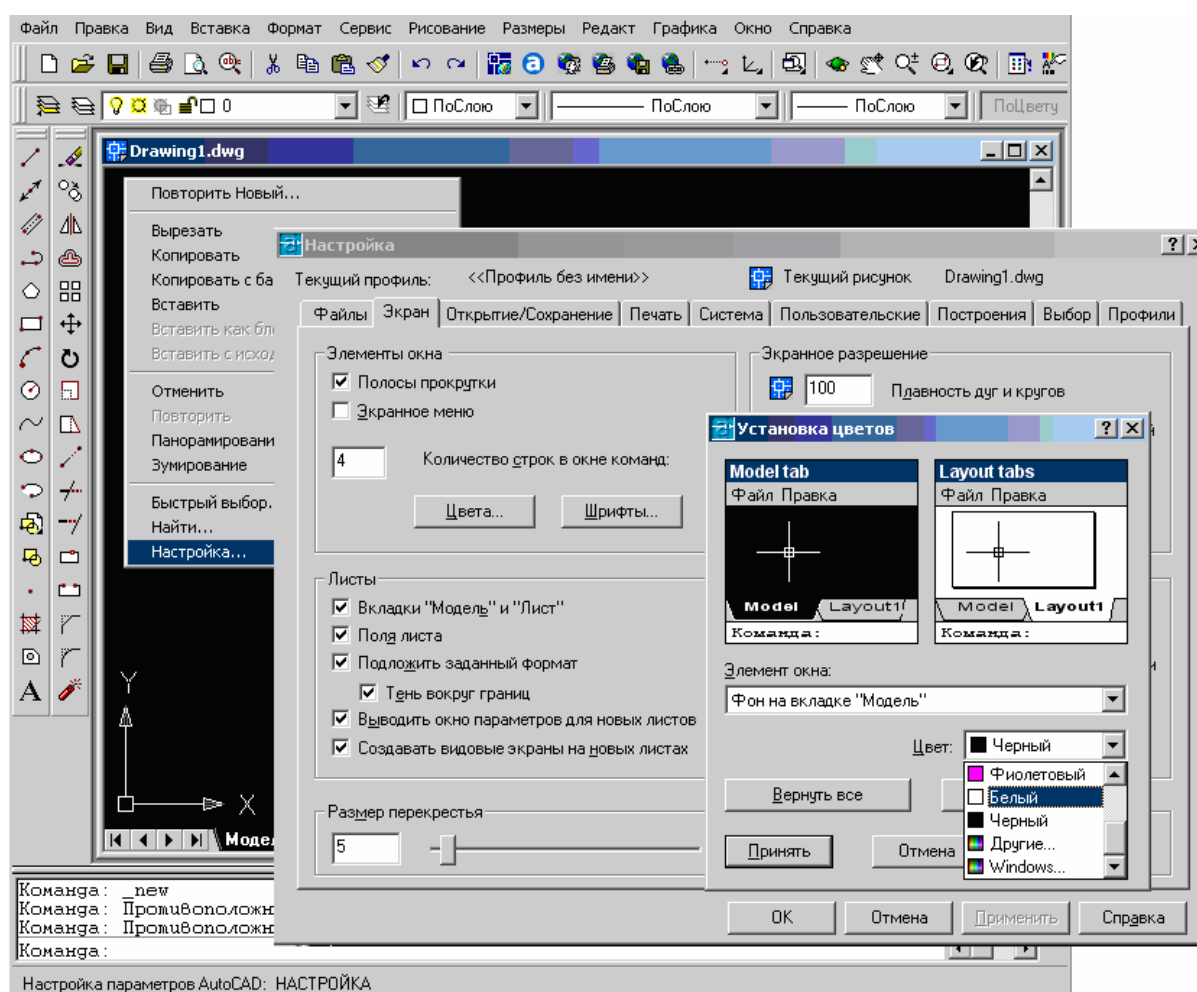 Файл Правка Вид Вставка Формат Сервис Рисование Размеры Редакт Графика Окно Справка
0 ПоСлою ПоСлою ПоСлою ПоЦвету
Drawing1.dwg
Повторить Новый...
Вырезать
Копировать
Копировать с ба
Вставить
Вставить как бло
Вставить с исход
Отменить
Повторить
Панорамировани
Зумирование
Быстрый выбор.
Найти...
Настройка...
Настройка
Текущий профиль: <<Профиль без имени>> Текущий рисунок Drawing1.dwg
Файлы Экран Открытие/Сохранение Печать Система Пользовательские Построения Выбор Профили
Элементы окна
Полосы прокрутки
Экранное меню
4 Количество строк в окне команд:
Цвета... Шрифты...
Экранное разрешение
100 Плавность дуг и кругов
Листы
Вкладки "Модель" и "Лист"
Поля листа
Подложить заданный формат
Тень вокруг границ
Выводить окно параметров для новых листов
Создавать видовые экраны на новых листах
Размер перекрестья
5
Установка цветов
Model tab
Файл Правка
Model Layout1
Команда:
Layout tabs
Файл Правка
Model Layout1
Команда:
Элемент окна:
Фон на вкладке "Модель"
Цвет: Черный
Фиолетовый
Белый
Черный
Другие...
Windows...
Вернуть все
Принять Отмена
OK Отмена Применить Справка
Y
X
Модел
Команда: _new
Команда: Противоположн
Команда: Противоположн
Команда:
Настройка параметров AutoCAD: НАСТРОЙКА